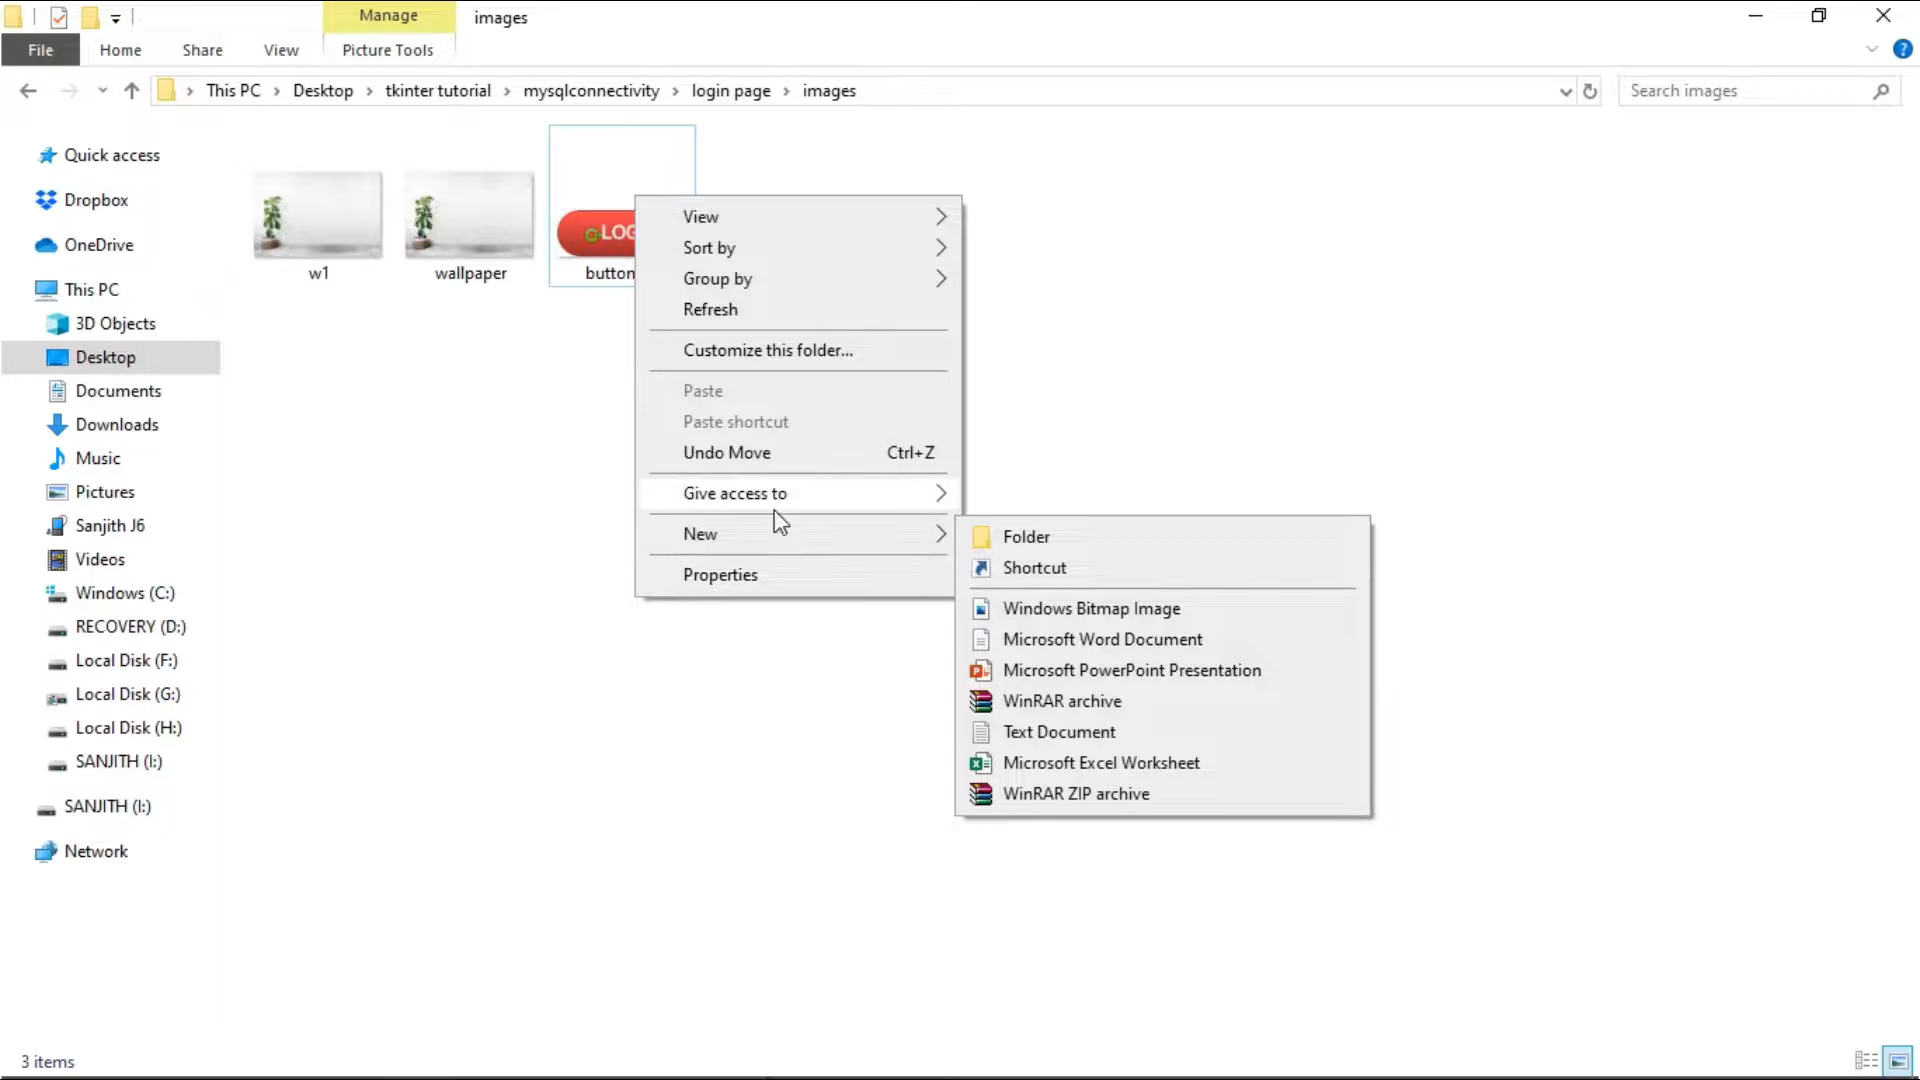 Manage
images
File
Home
Share
View
Picture Tools
This PC
Desktop
tkinter tutorial
mysqlconnectivity
login page
images
Search images
Quick access
Dropbox
OneDrive
This PC
3D Objects
Desktop
Documents
Downloads
Music
Pictures
Sanjith J6
Videos
Windows (C:)
RECOVERY (D:)
Local Disk (F:)
Local Disk (G:)
Local Disk (H:)
SANJITH (I:)
SANJITH (I:)
Network
w1
wallpaper
LOG
button
View
Sort by
Group by
Refresh
Customize this folder...
Paste
Paste shortcut
Undo Move Ctrl+Z
Give access to
New
Properties
Folder
Shortcut
Windows Bitmap Image
Microsoft Word Document
Microsoft PowerPoint Presentation
WinRAR archive
Text Document
Microsoft Excel Worksheet
WinRAR ZIP archive
3 items